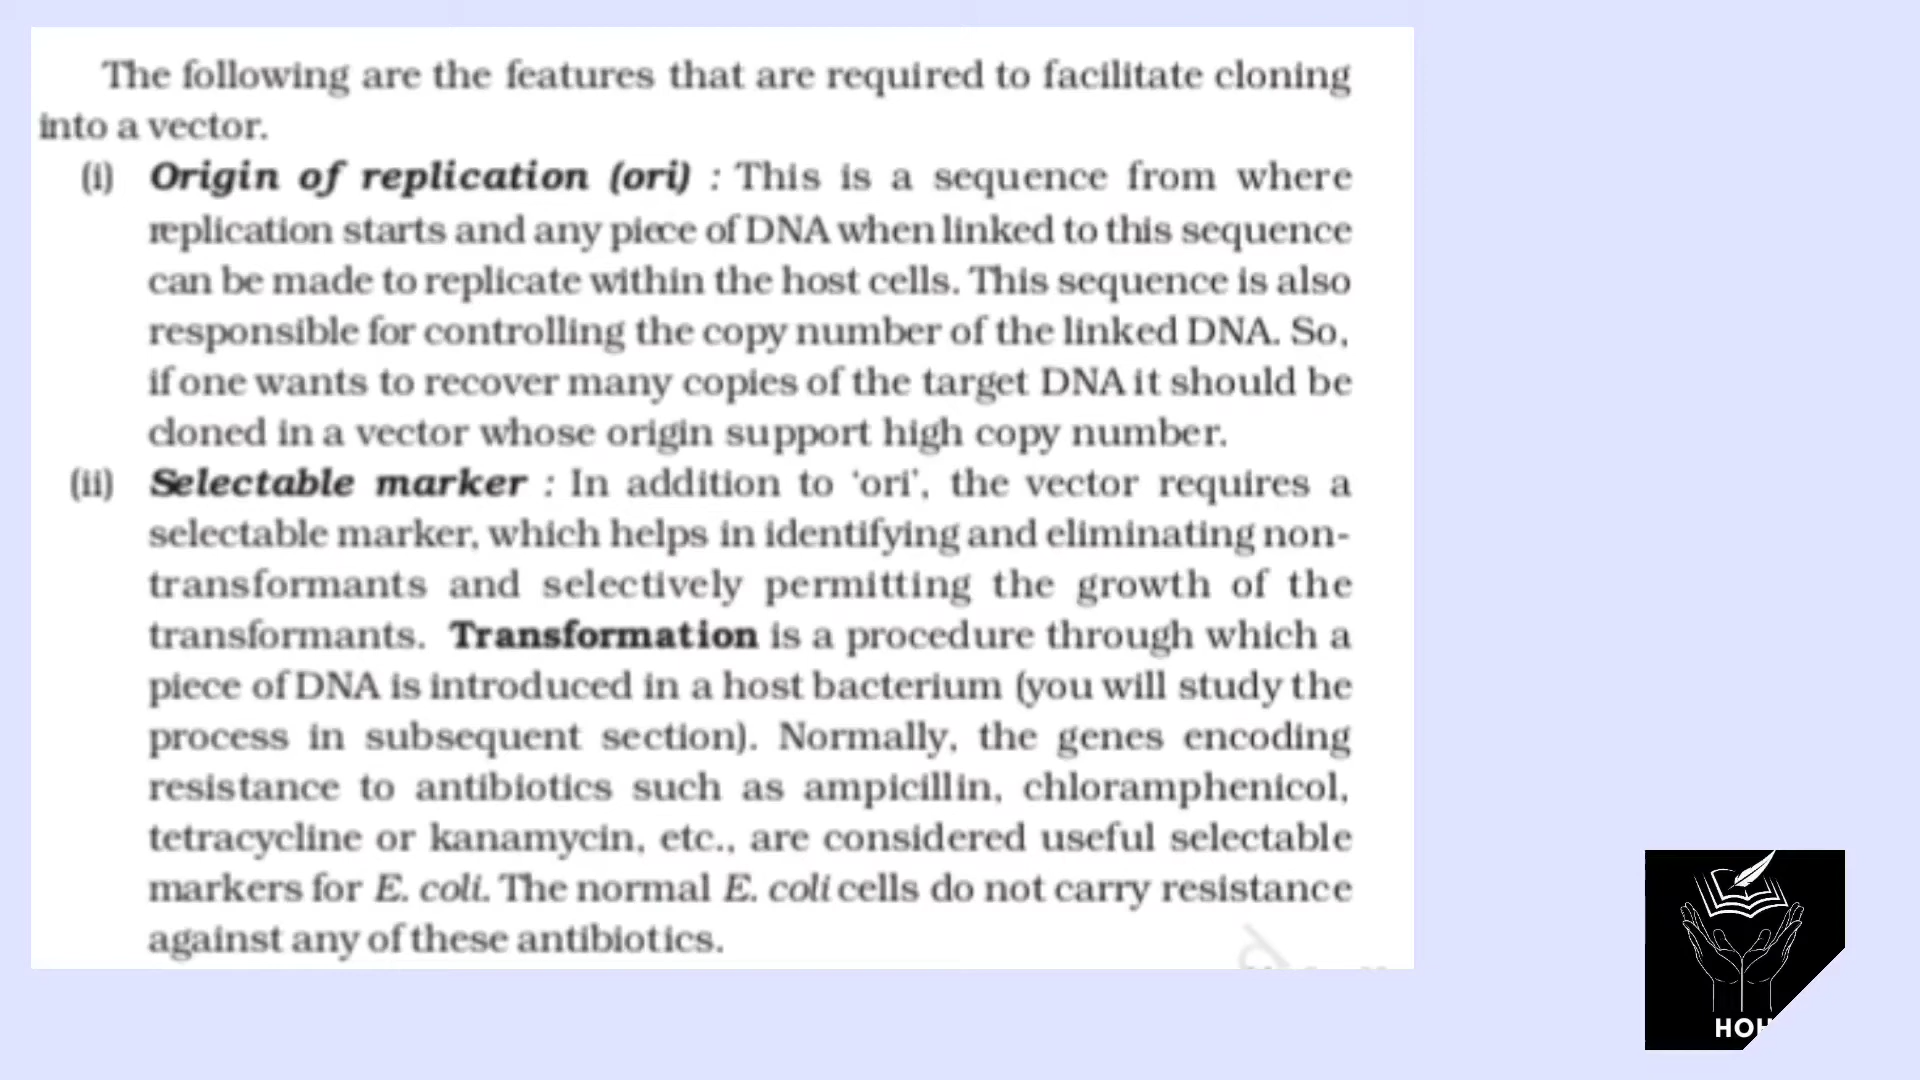 The following are the features that are required to facilitate cloning
into a vector.
(i) Origin of replication (ori) : This is a sequence from where
replication starts and any piece of DNA when linked to this sequence
can be made to replicate within the host cells. This sequence is also
responsible for controlling the copy number of the linked DNA. So,
if one wants to recover many copies of the target DNA it should be
cloned in a vector whose origin support high copy number.
(ii) Selectable marker : In addition to ‘ori’, the vector requires a
selectable marker, which helps in identifying and eliminating non-
transformants and selectively permitting the growth of the
transformants. Transformation is a procedure through which a
piece of DNA is introduced in a host bacterium (you will study the
process in subsequent section). Normally, the genes encoding
resistance to antibiotics such as ampicillin, chloramphenicol,
tetracycline or kanamycin, etc., are considered useful selectable
markers for E. coli. The normal E. coli cells do not carry resistance
against any of these antibiotics.